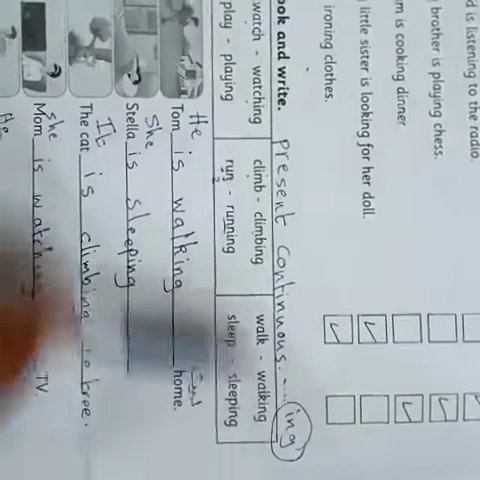 d is listening to the radio.
brother is playing chess.
m is cooking dinner
little sister is looking for her doll.
ironing clothes.
ook and write. present continuous. ing
watch - watching climb - climbing walk - walking
play - playing run - running sleep - sleeping
He
Tom is walking home.
She
Stella is sleeping
It
The cat is climbing to tree.
She
Mom is watching TV.
He